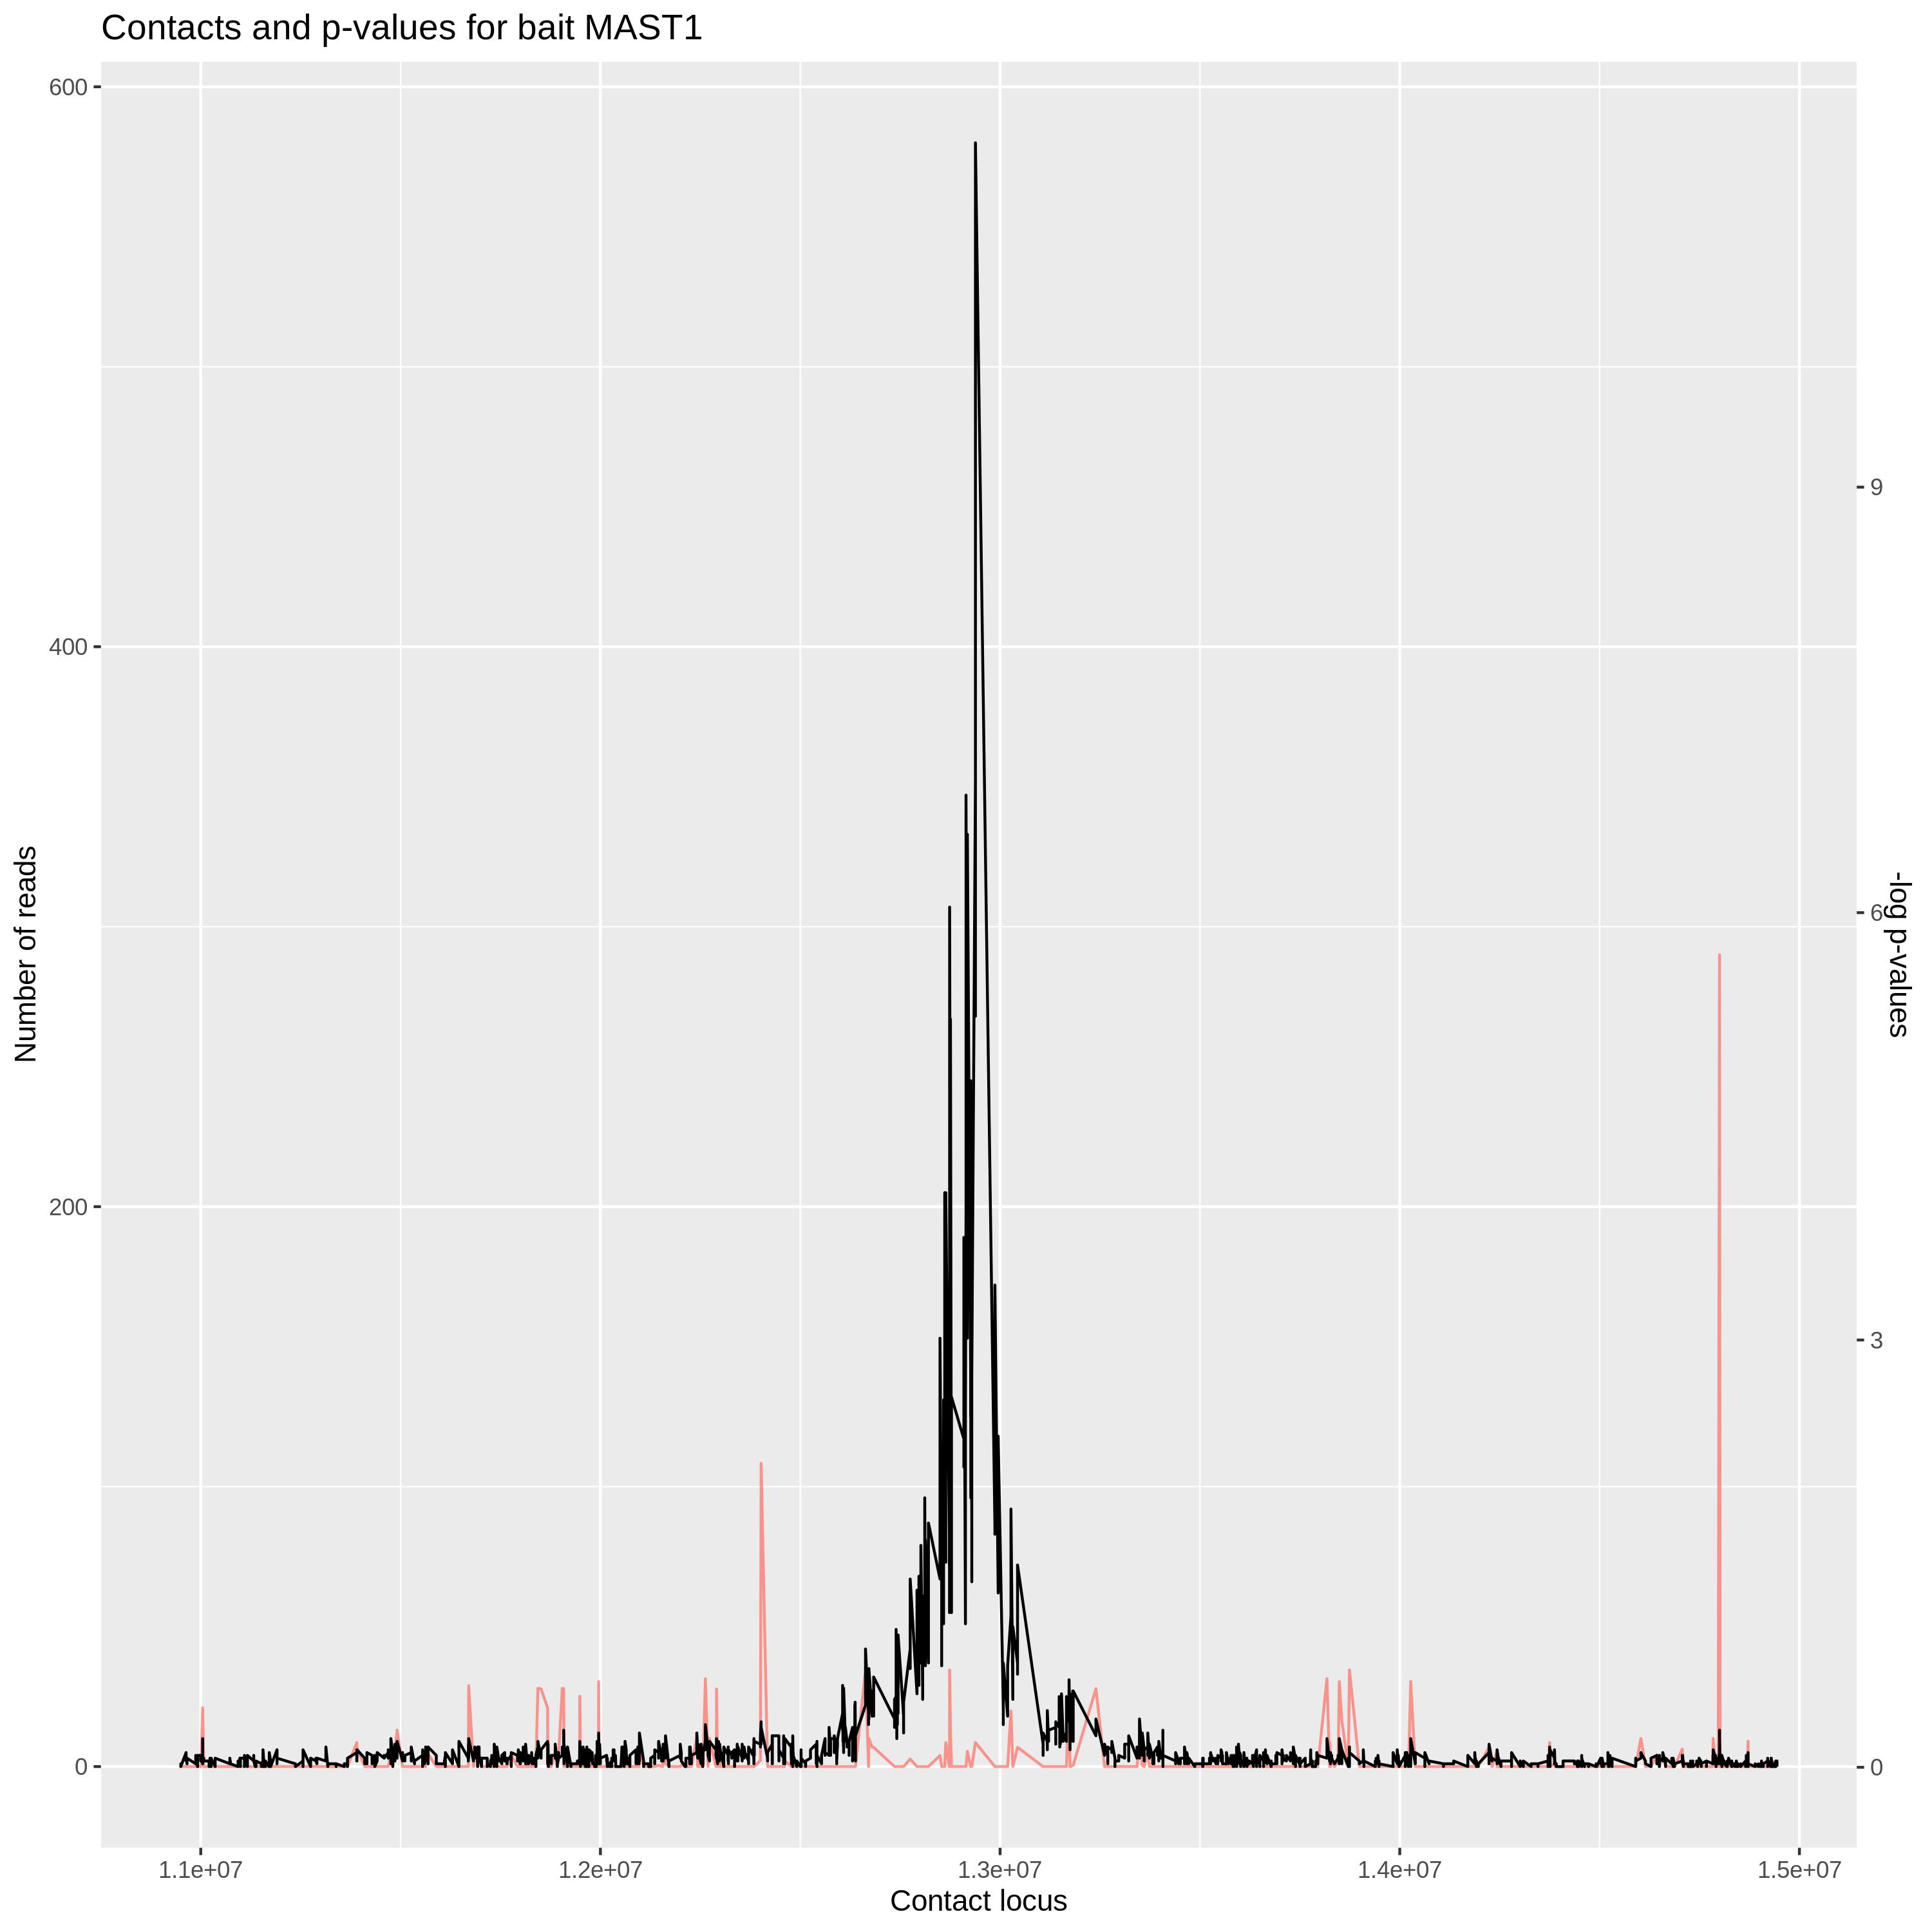 Contacts and p-values for bait MAST1
600
400
200
0
Number of reads
9
6
3
0
-log p-values
1.1e+07
1.2e+07
1.3e+07
1.4e+07
1.5e+07
Contact locus